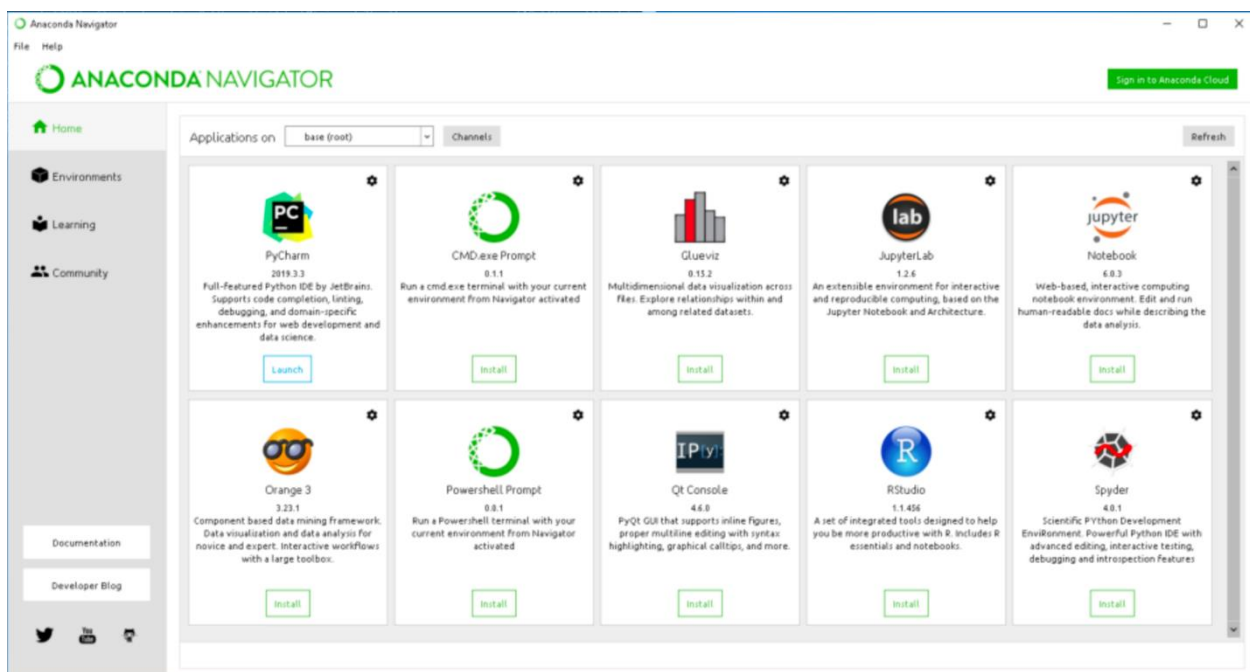 Anaconda Navigator
File Help
ANACONDA NAVIGATOR
Sign in to Anaconda Cloud
Home
Environments
Learning
Community
Documentation
Developer Blog
You
Tube
Applications on base (root) Channels Refresh
PC
PyCharm
2019.3.3
Full-featured Python IDE by JetBrains.
Supports code completion, linting,
debugging, and domain-specific
enhancements for web development and
data science.
Launch
CMD.exe Prompt
0.1.1
Run a cmd.exe terminal with your current
environment from Navigator activated
Install
Glueviz
0.15.2
Multidimensional data visualization across
files. Explore relationships within and
among related datasets.
Install
lab
JupyterLab
1.2.6
An extensible environment for interactive
and reproducible computing, based on the
Jupyter Notebook and Architecture.
Install
jupyter
Notebook
6.0.3
Web-based, interactive computing
notebook environment. Edit and run
human-readable docs while describing the
data analysis.
Install
Orange 3
3.23.1
Component based data mining framework.
Data visualization and data analysis for
novice and expert. Interactive workflows
with a large toolbox.
Install
Powershell Prompt
0.0.1
Run a Powershell terminal with your
current environment from Navigator
activated
Install
IP[y]:
Qt Console
4.6.0
PyQt GUI that supports inline figures,
proper multiline editing with syntax
highlighting, graphical calltips, and more.
Install
R
RStudio
1.1.456
A set of integrated tools designed to help
you be more productive with R. Includes R
essentials and notebooks.
Install
Spyder
4.0.1
Scientific PYthon Development
EnviRonment. Powerful Python IDE with
advanced editing, interactive testing,
debugging and introspection features
Install